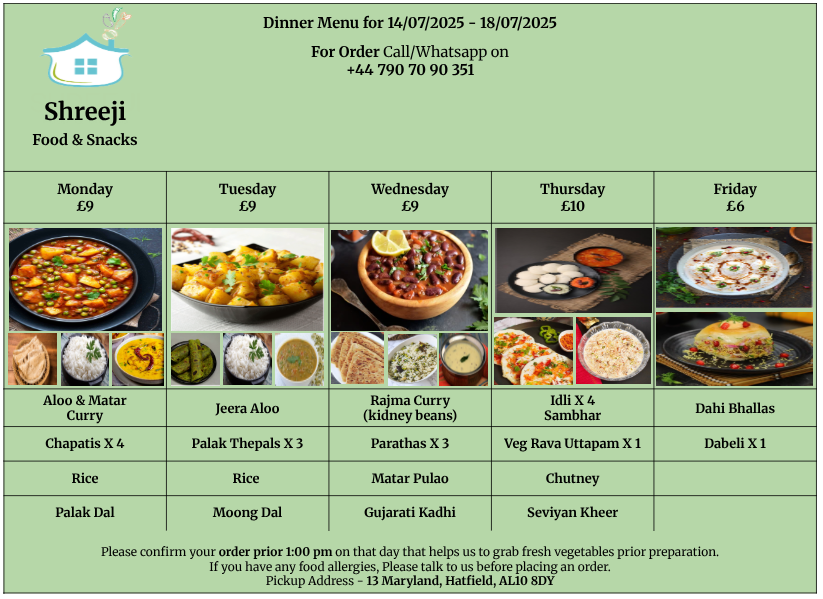 Dinner Menu for 14/07/2025 - 18/07/2025
For Order Call/Whatsapp on
+44 790 70 90 351
Shreeji
Food & Snacks
Monday
£9
Tuesday
£9
Wednesday
£9
Thursday
£10
Friday
£6
Aloo & Matar
Curry
Jeera Aloo
Rajma Curry
(kidney beans)
Idli X 4
Sambhar
Dahi Bhallas
Chapatis X 4
Palak Thepals X 3
Parathas X 3
Veg Rava Uttapam X 1
Dabeli X 1
Rice
Rice
Matar Pulao
Chutney
Palak Dal
Moong Dal
Gujarati Kadhi
Seviyan Kheer
Please confirm your order prior 1:00 pm on that day that helps us to grab fresh vegetables prior preparation.
If you have any food allergies, Please talk to us before placing an order.
Pickup Address - 13 Maryland, Hatfield, AL10 8DY